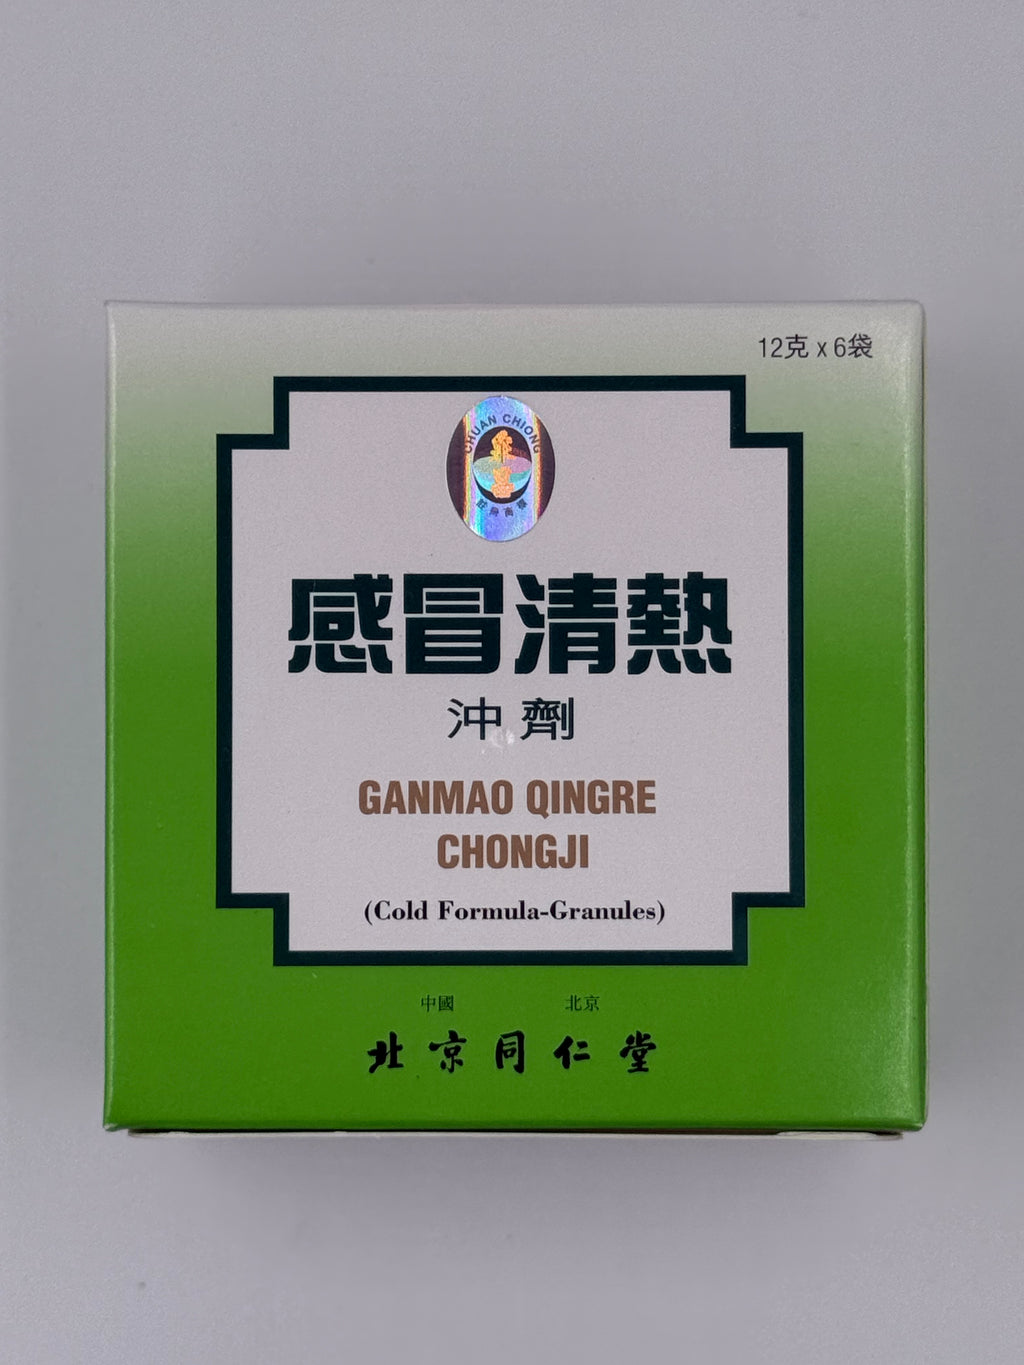 12克 x 6袋
CHUAN CHIONG
感冒清熱
沖劑
GANMAO QINGRE
CHONGJI
(Cold Formula-Granules)
中國 北京
北京同仁堂